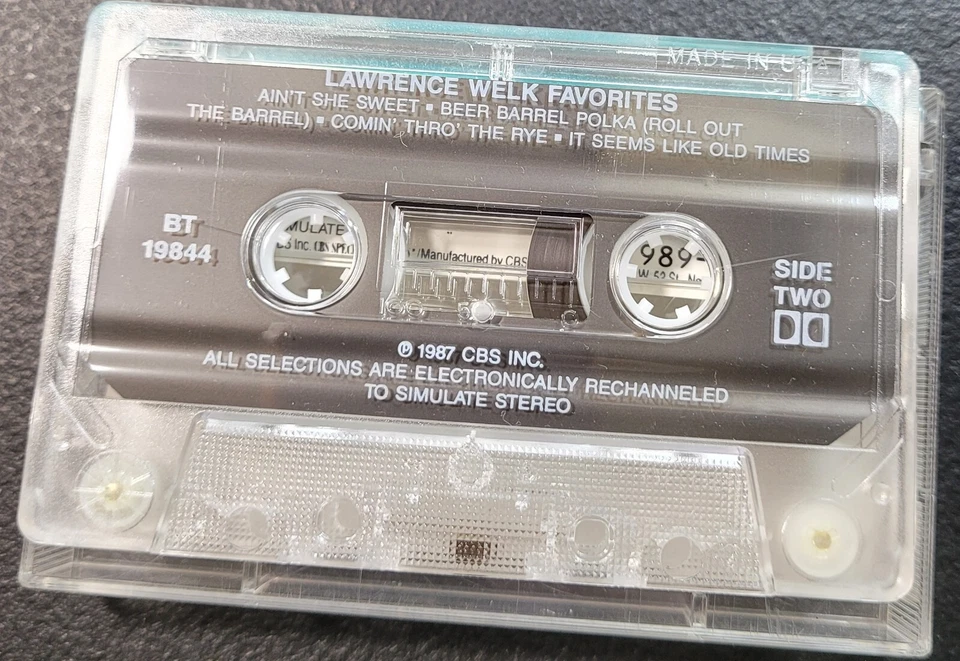 MADE IN U.S.A
LAWRENCE WELK FAVORITES
AIN'T SHE SWEET ▪ BEER BARREL POLKA (ROLL OUT
THE BARREL) ▪ COMIN' THRO' THE RYE ▪ IT SEEMS LIKE OLD TIMES
BT
19844
MULATE
Inc.
/Manufactured by CBS
989-
SIDE
TWO
℗ 1987 CBS INC.
ALL SELECTIONS ARE ELECTRONICALLY RECHANNELED
TO SIMULATE STEREO